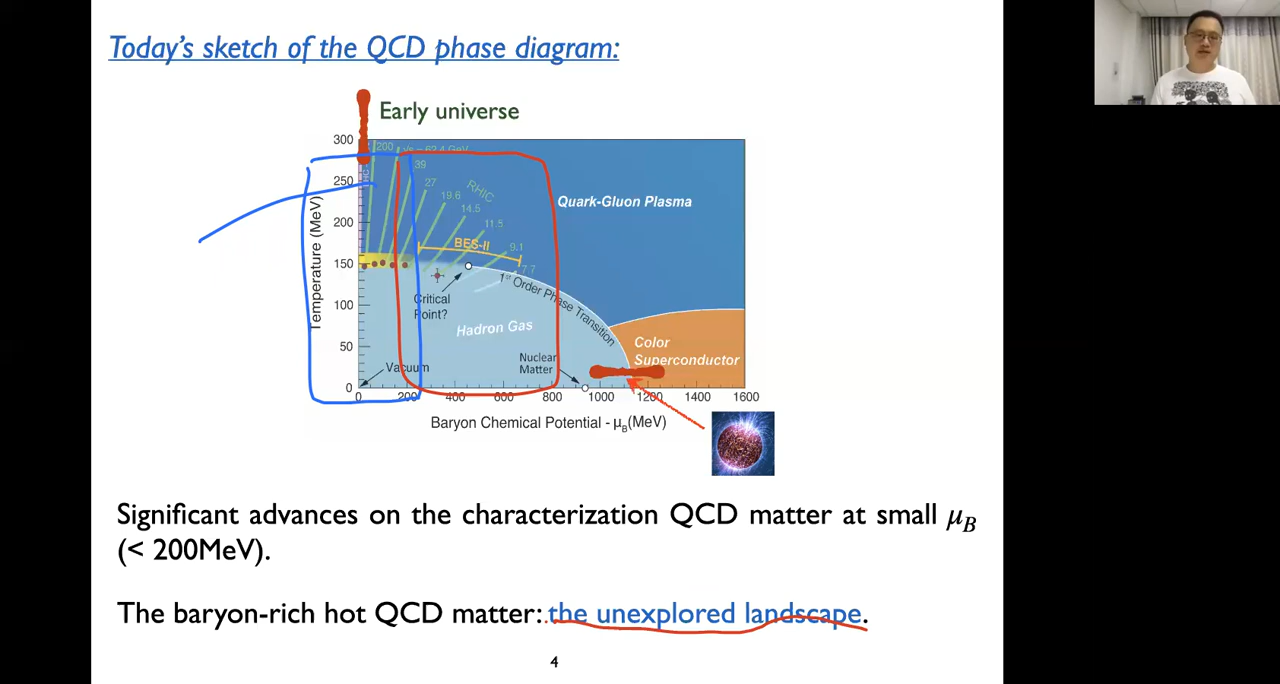 Today's sketch of the QCD phase diagram:
Early universe
300
250
200
150
100
50
0
Temperature (MeV)
200
√s = 62.4 GeV
39
27
19.6
14.5
11.5
9.1
7.7
RHIC
BES-II
Quark-Gluon Plasma
Critical
Point?
1st Order Phase Transition
Hadron Gas
Color
Superconductor
Nuclear
Matter
Vacuum
0
200
400
600
800
1000
1200
1400
1600
Baryon Chemical Potential - μB(MeV)
Significant advances on the characterization QCD matter at small μB
(< 200MeV).
The baryon-rich hot QCD matter: the unexplored landscape.
4